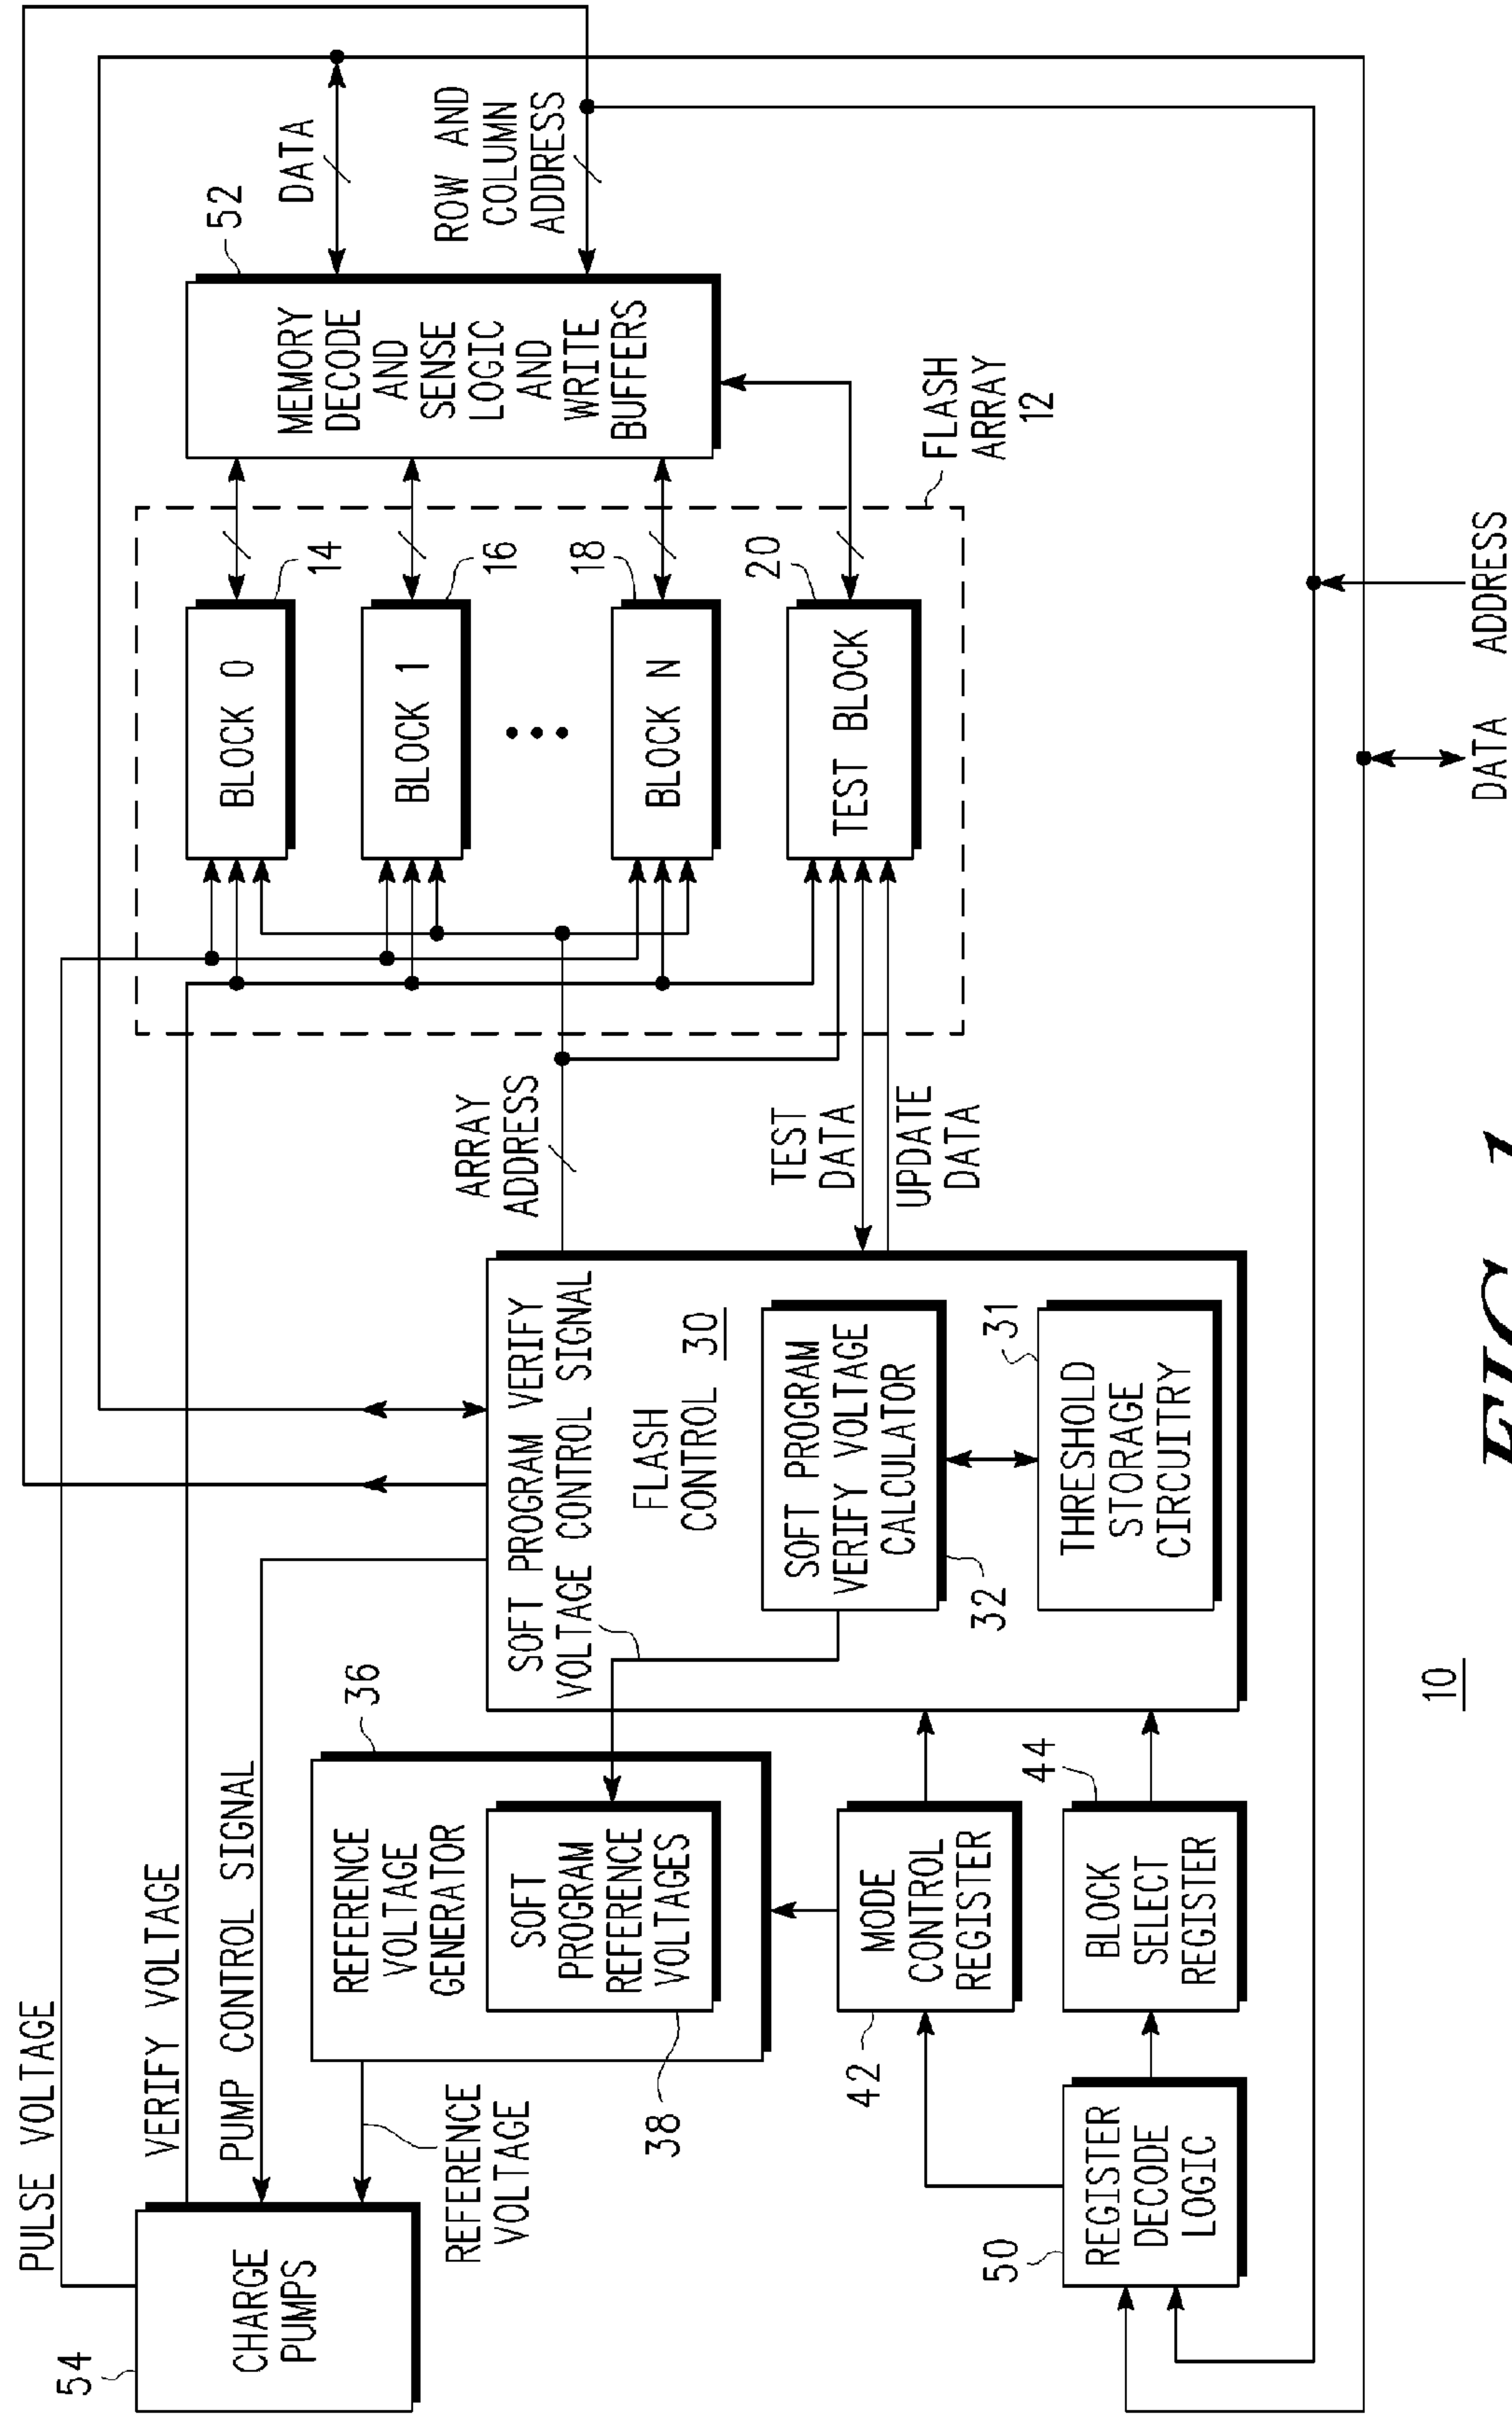 PULSE VOLTAGE
VERIFY VOLTAGE
PUMP CONTROL SIGNAL
54
CHARGE
PUMPS
REFERENCE
VOLTAGE
36
REFERENCE
VOLTAGE
GENERATOR
SOFT
PROGRAM
REFERENCE
VOLTAGES
38
SOFT PROGRAM VERIFY
VOLTAGE CONTROL SIGNAL
FLASH
CONTROL 30
SOFT PROGRAM
VERIFY VOLTAGE
CALCULATOR
32
31
THRESHOLD
STORAGE
CIRCUITRY
42
MODE
CONTROL
REGISTER
44
BLOCK
SELECT
REGISTER
50
REGISTER
DECODE
LOGIC
ARRAY
ADDRESS
TEST
DATA
UPDATE
DATA
BLOCK 0
14
BLOCK 1
16
BLOCK N
18
TEST BLOCK
20
FLASH
ARRAY
12
52
MEMORY
DECODE
AND
SENSE
LOGIC
AND
WRITE
BUFFERS
DATA
ROW AND
COLUMN
ADDRESS
DATA ADDRESS
10
FIG. 1